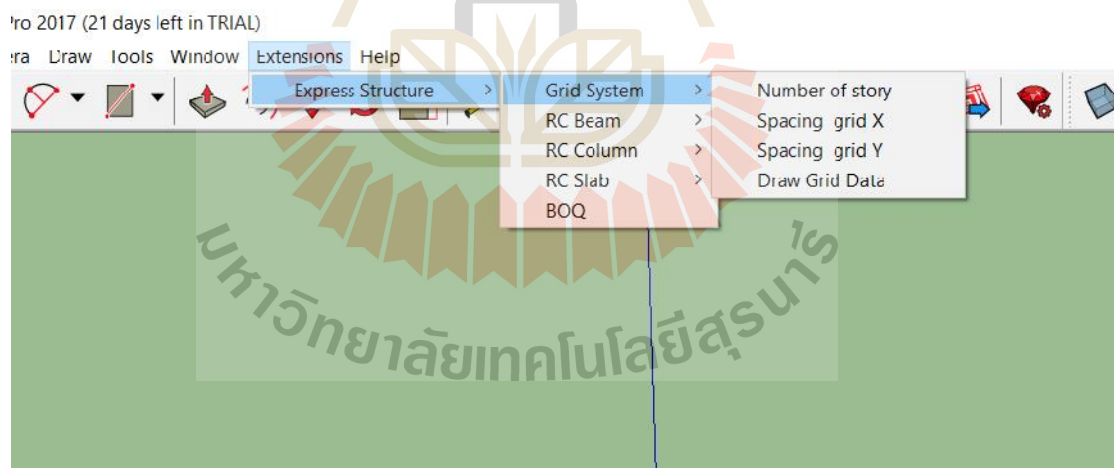 Pro 2017 (21 days left in TRIAL)
era Draw Tools Window Extensions Help
Express Structure
Grid System
RC Beam
RC Column
RC Slab
BOQ
Number of story
Spacing grid X
Spacing grid Y
Draw Grid Data
มหาวิทยาลัยเทคโนโลยีสุรนารี